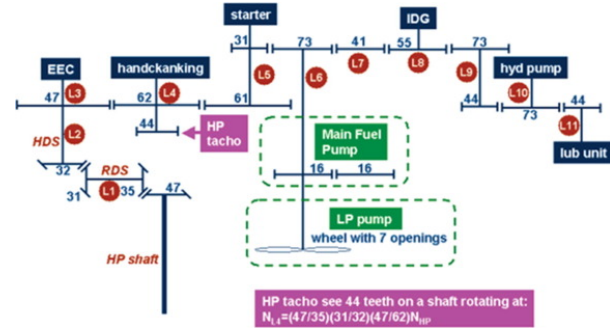 starter
IDG
31
73
41
55
73
EEC
handckanking
L5
L6
L7
L8
L9
hyd pump
47
L3
62
L4
61
44
L10
73
44
L2
44
HP
tacho
Main Fuel
Pump
L11
HDS
lub unit
32
RDS
16
16
31
L1
35
47
LP pump
wheel with 7 openings
HP shaft
HP tacho see 44 teeth on a shaft rotating at:
NL4=(47/35)(31/32)(47/62)NHP